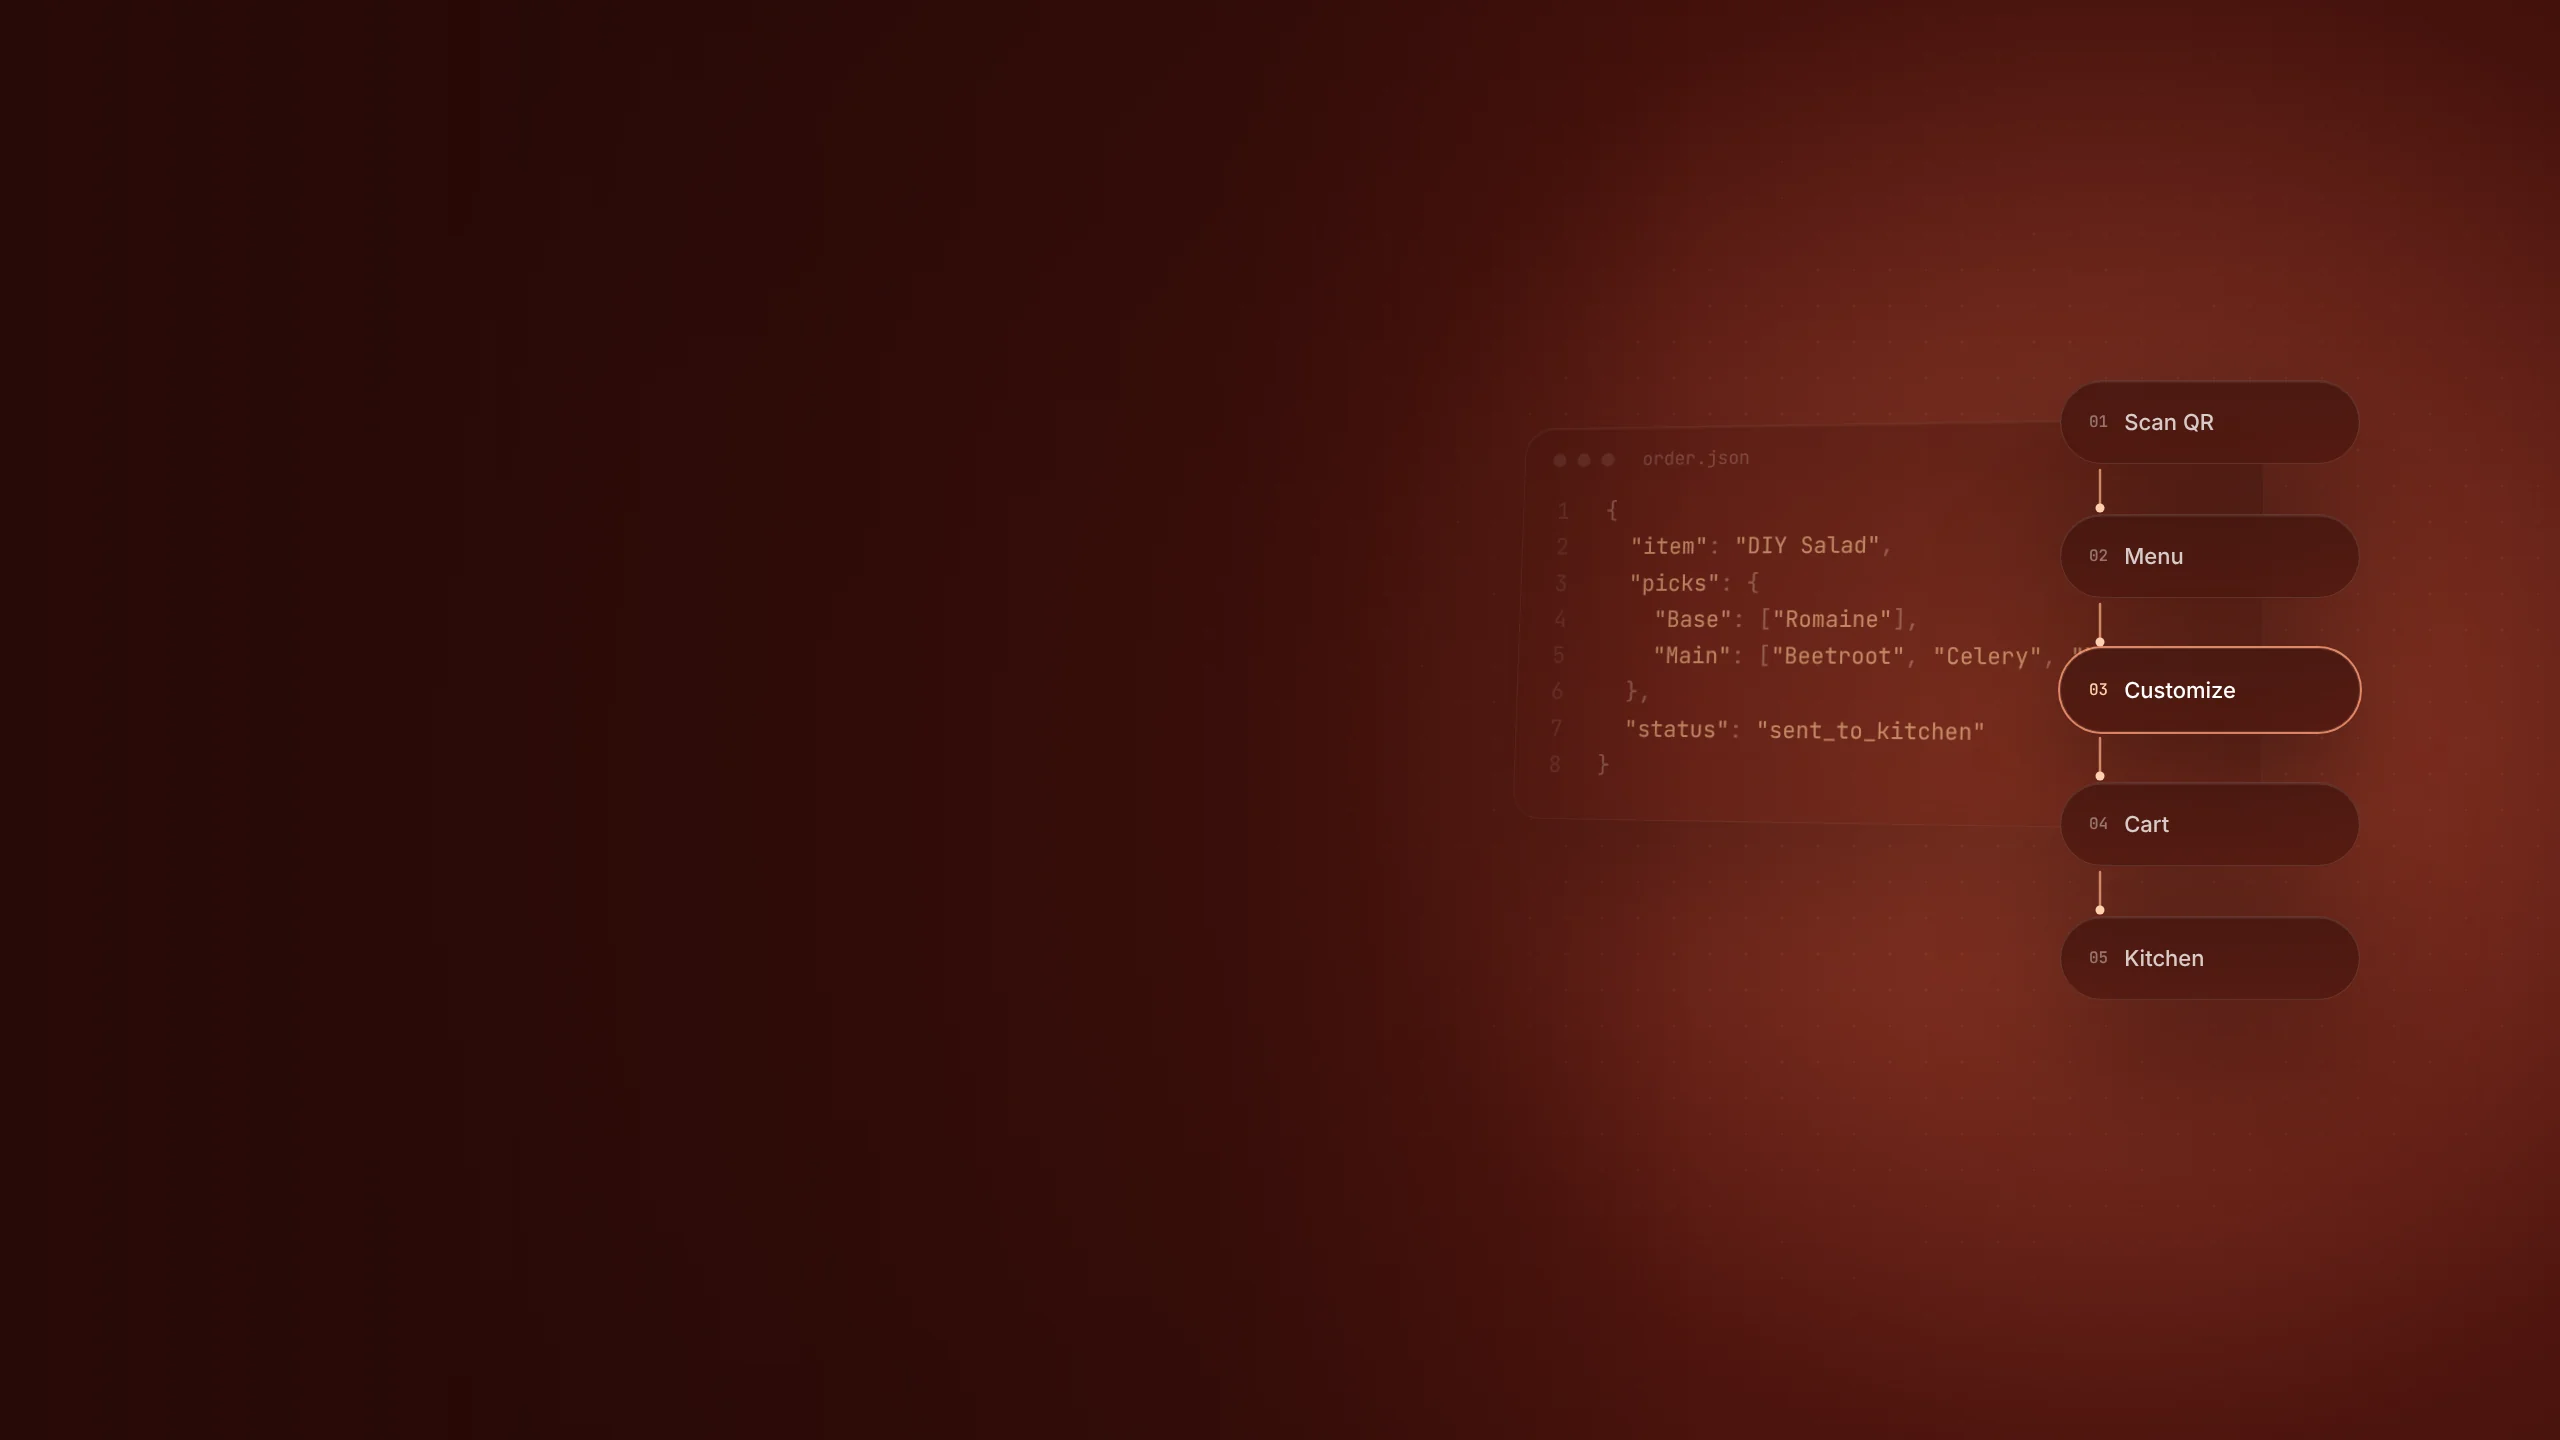 order.json
1 {
2 "item": "DIY Salad",
3 "picks": {
4 "Base": ["Romaine"],
5 "Main": ["Beetroot", "Celery", "
6 },
7 "status": "sent_to_kitchen"
8 }
01 Scan QR
02 Menu
03 Customize
04 Cart
05 Kitchen